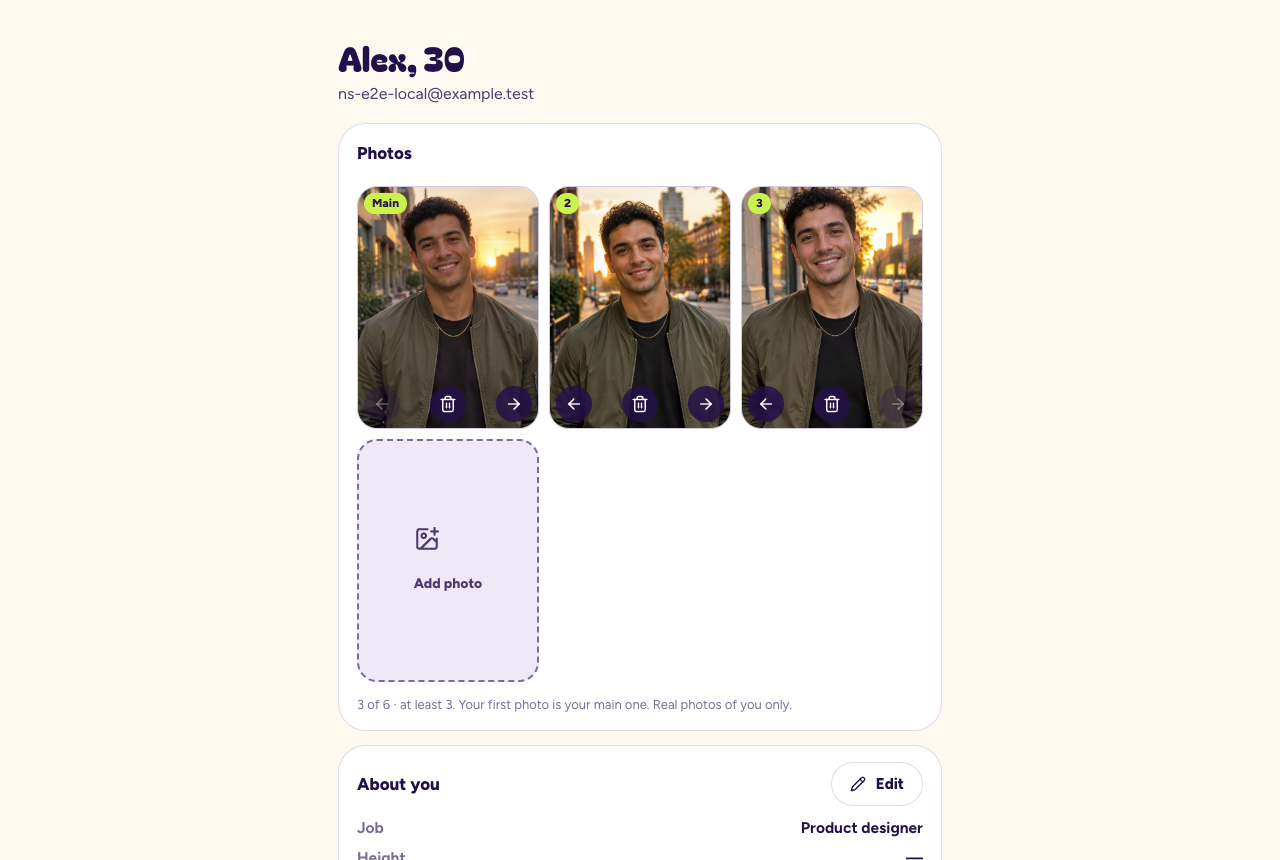 Alex, 30
ns-e2e-local@example.test
Photos
Main
2
3
Add photo
3 of 6 · at least 3. Your first photo is your main one. Real photos of you only.
About you
Edit
Job
Product designer
Height
—